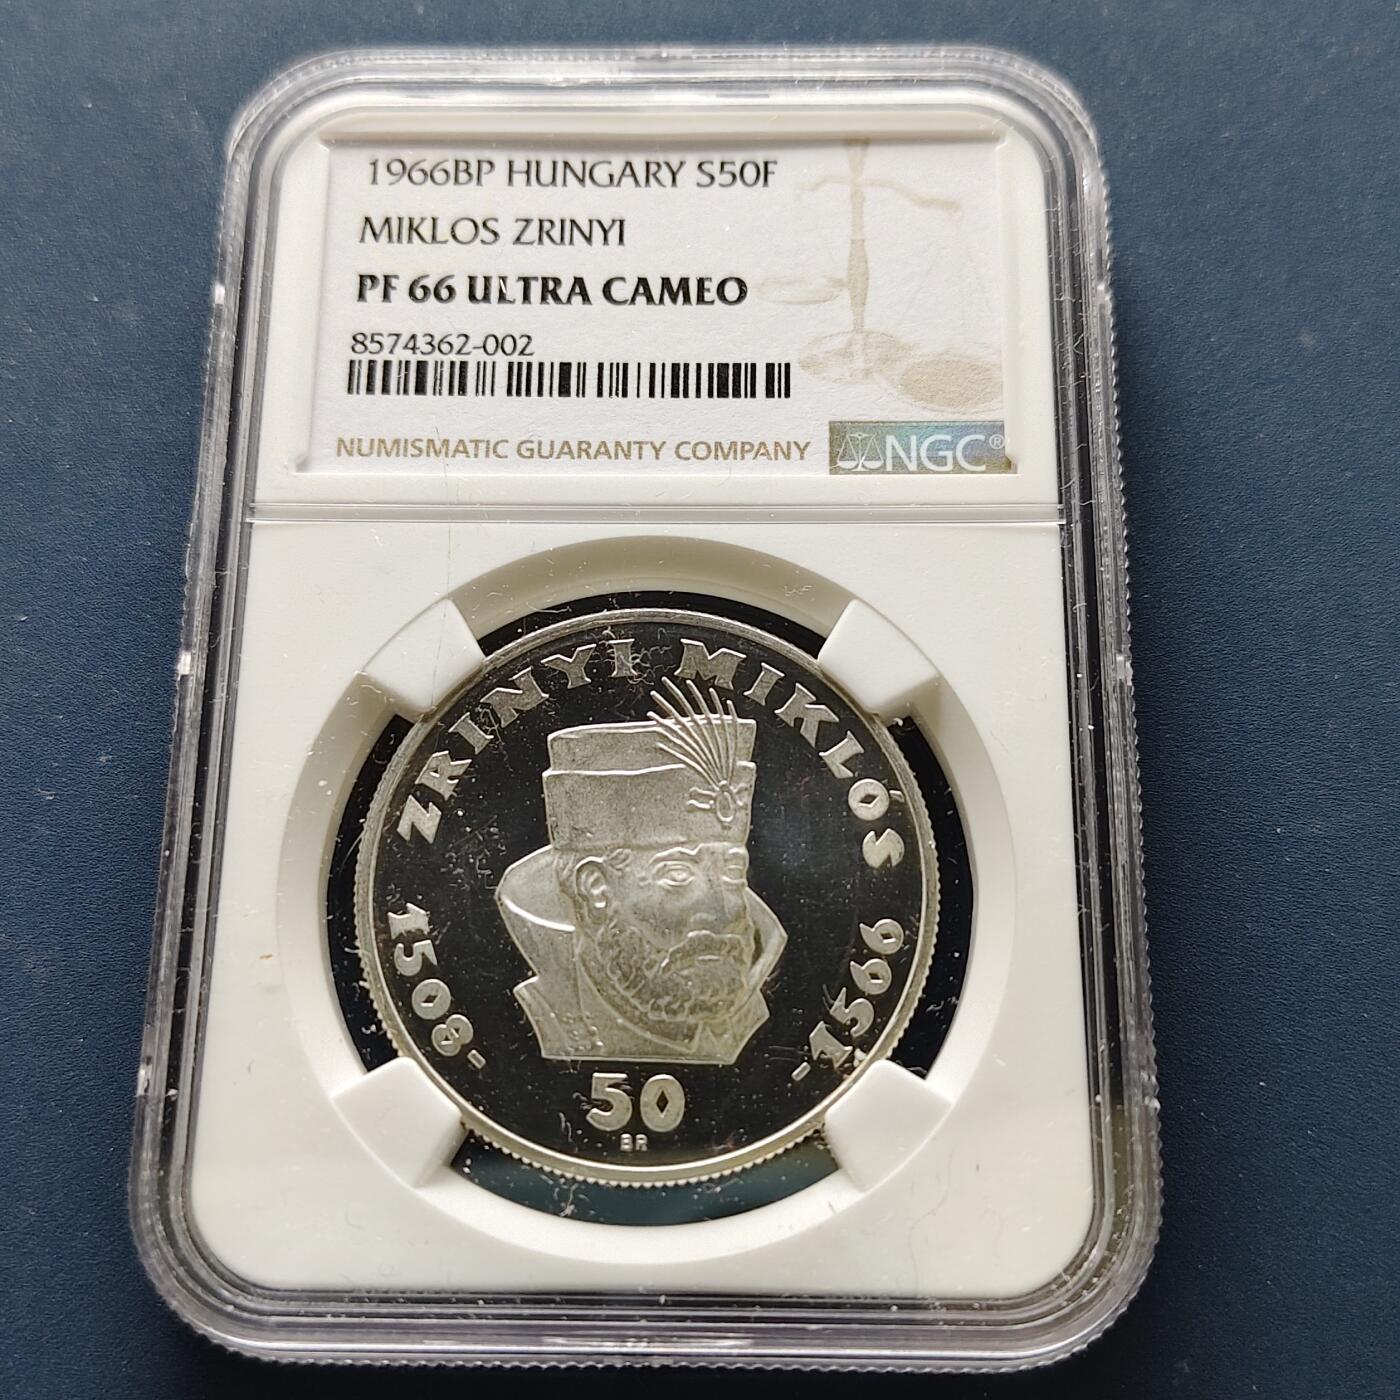 1966BP HUNGARY S50F
MIKLOS ZRINYI
PF 66 ULTRA CAMEO
8574362-002
NUMISMATIC GUARANTY COMPANY
NGC®
ZRINYI MIKLÓS
1508-
-1566
50
BP